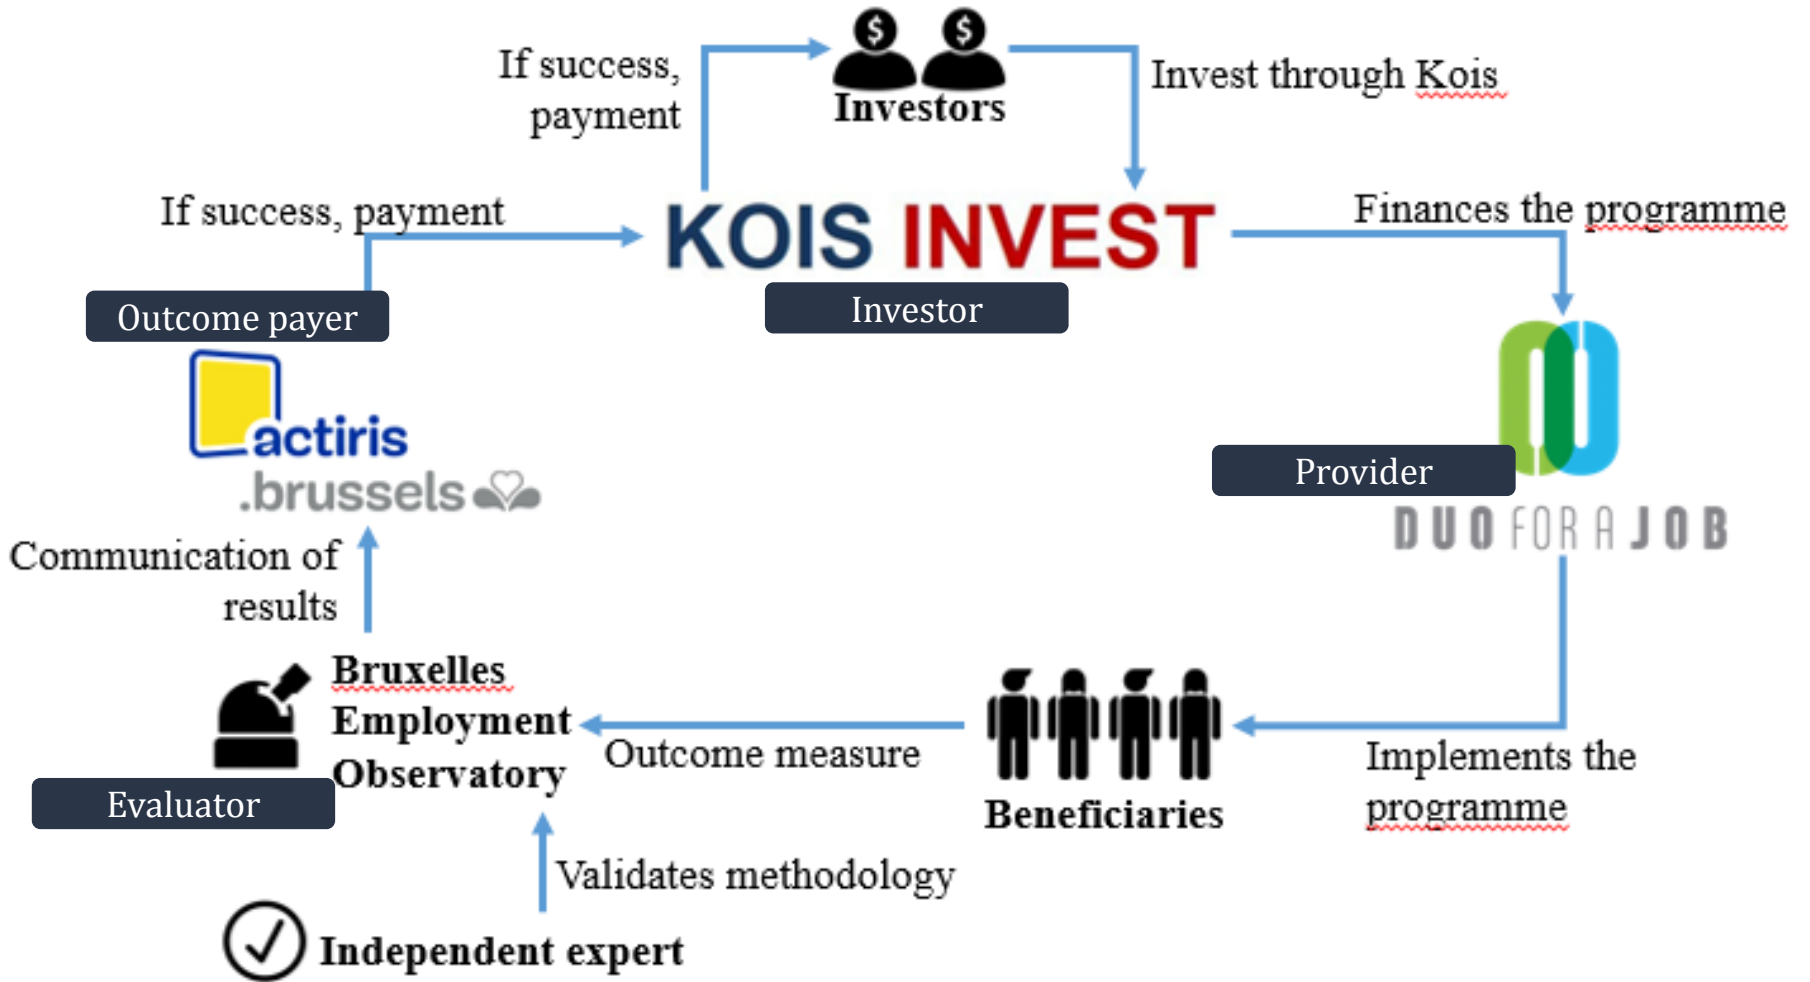 If success,
payment
$ $
Investors
Invest through Kois
If success, payment
KOIS INVEST
Finances the programme
Outcome payer
Investor
actiris
.brussels
Provider
DUO FOR A JOB
Communication of
results
Bruxelles
Employment
Observatory
Evaluator
Outcome measure
Beneficiaries
Implements the
programme
Validates methodology
Independent expert